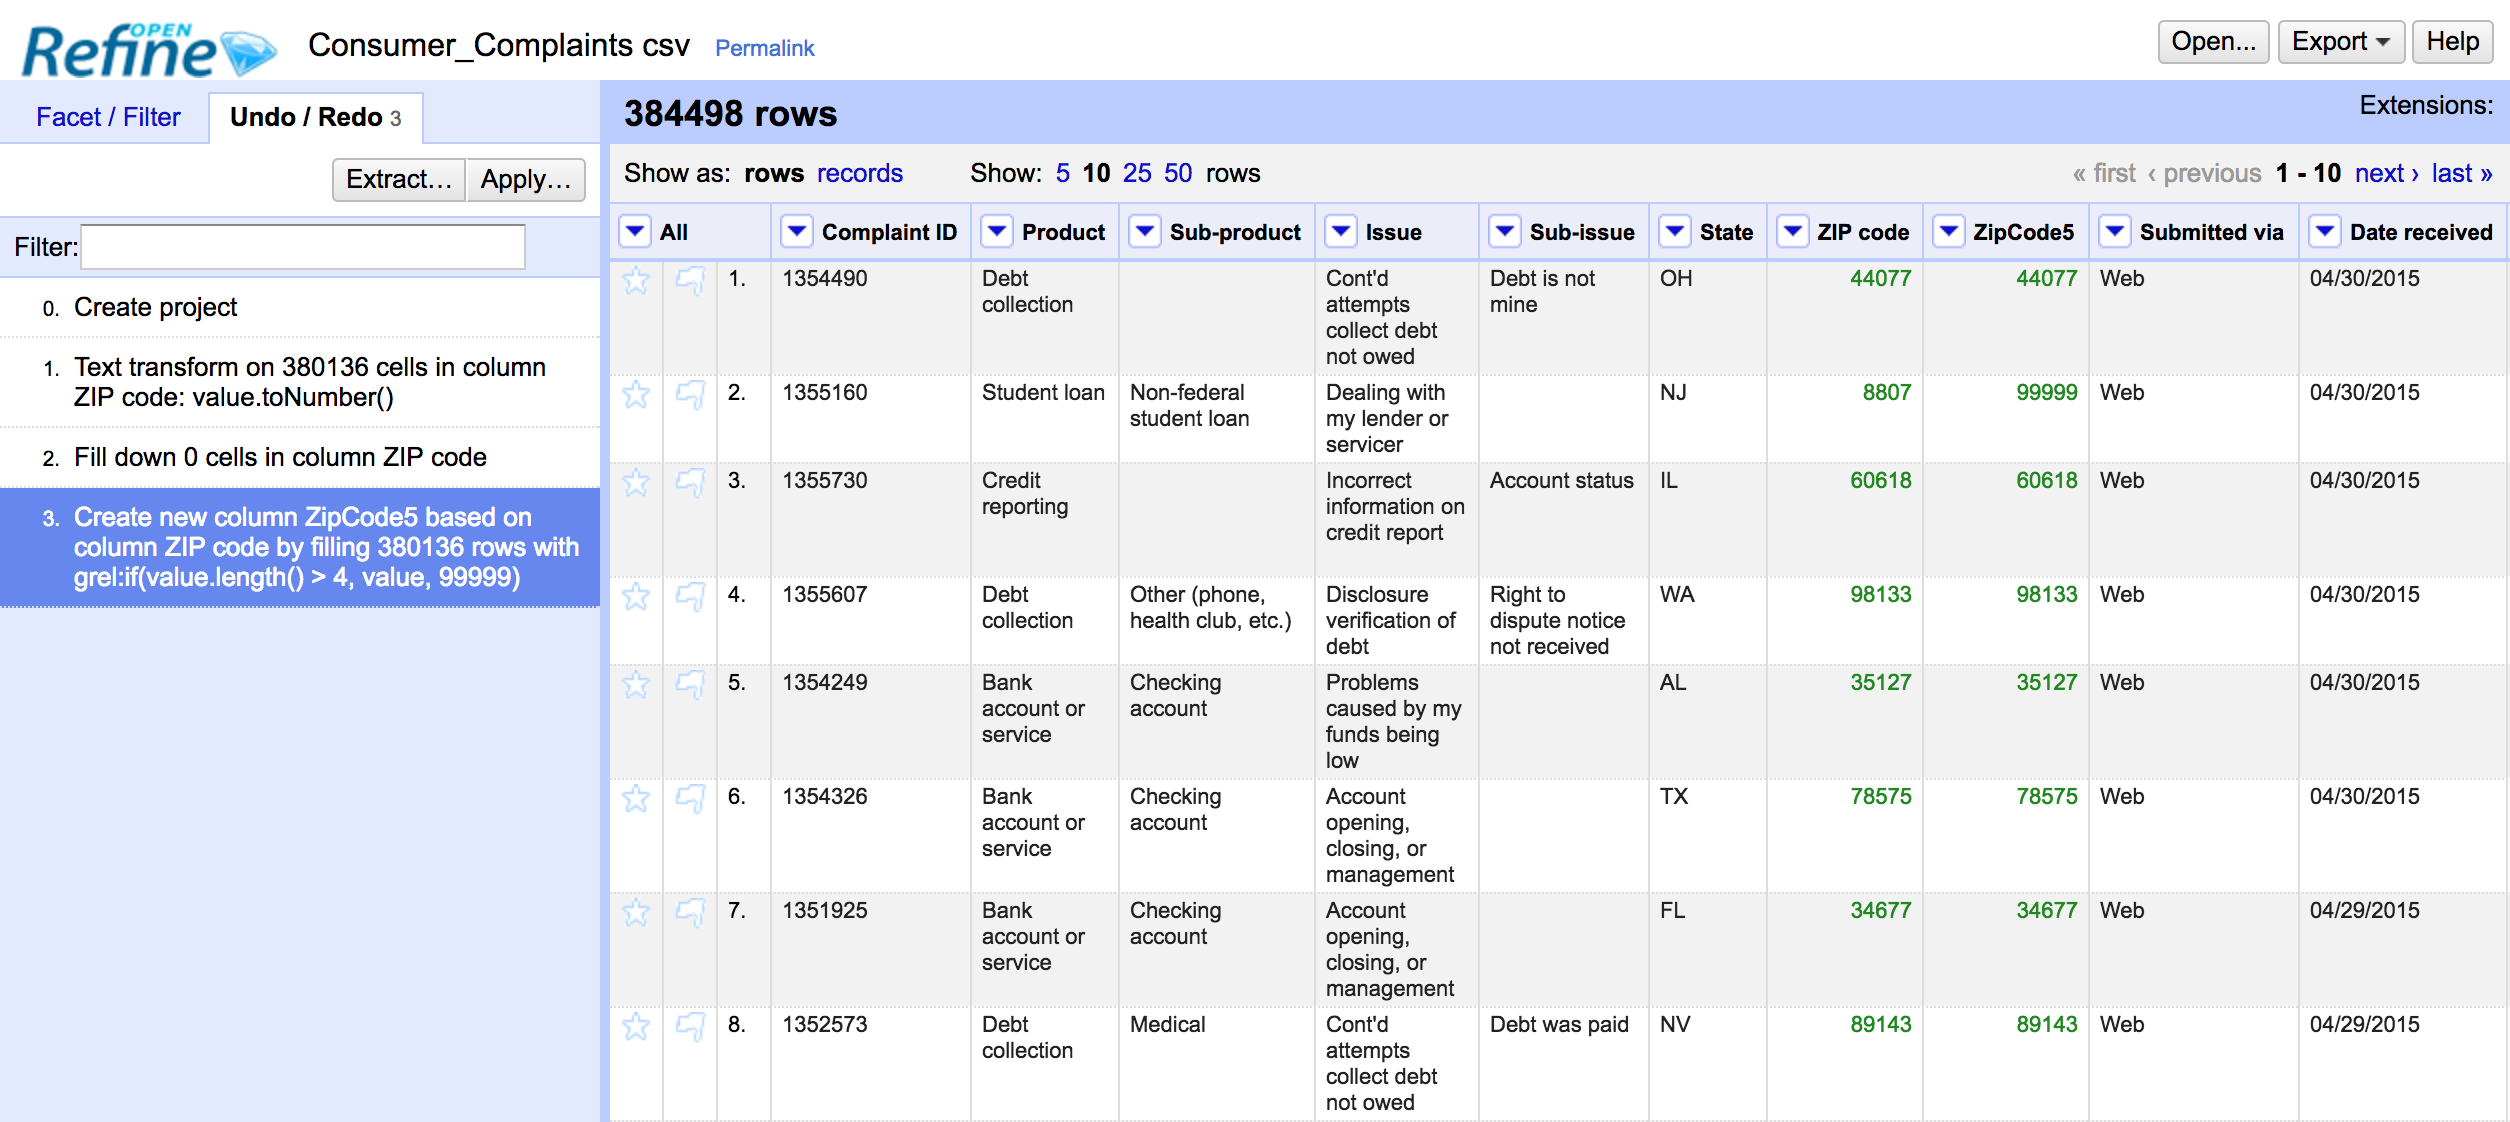 OPEN
Refine
Consumer_Complaints csv Permalink
Open... Export Help
Facet / Filter Undo / Redo 3
384498 rows
Extensions:
Extract... Apply...
Show as: rows records Show: 5 10 25 50 rows
« first ‹ previous 1 - 10 next › last »
Filter:
0. Create project
1. Text transform on 380136 cells in column
ZIP code: value.toNumber()
2. Fill down 0 cells in column ZIP code
3. Create new column ZipCode5 based on
column ZIP code by filling 380136 rows with
grel:if(value.length() > 4, value, 99999)
All Complaint ID Product Sub-product Issue Sub-issue State ZIP code ZipCode5 Submitted via Date received
1. 1354490 Debt Cont'd Debt is not OH 44077 44077 Web 04/30/2015
collection attempts mine
collect debt
not owed
2. 1355160 Student loan Non-federal Dealing with NJ 8807 99999 Web 04/30/2015
student loan my lender or
servicer
3. 1355730 Credit Incorrect Account status IL 60618 60618 Web 04/30/2015
reporting information on
credit report
4. 1355607 Debt Other (phone, Disclosure Right to WA 98133 98133 Web 04/30/2015
collection health club, etc.) verification of dispute notice
debt not received
5. 1354249 Bank Checking Problems AL 35127 35127 Web 04/30/2015
account or account caused by my
service funds being
low
6. 1354326 Bank Checking Account TX 78575 78575 Web 04/30/2015
account or account opening,
service closing, or
management
7. 1351925 Bank Checking Account FL 34677 34677 Web 04/29/2015
account or account opening,
service closing, or
management
8. 1352573 Debt Medical Cont'd Debt was paid NV 89143 89143 Web 04/29/2015
collection attempts
collect debt
not owed